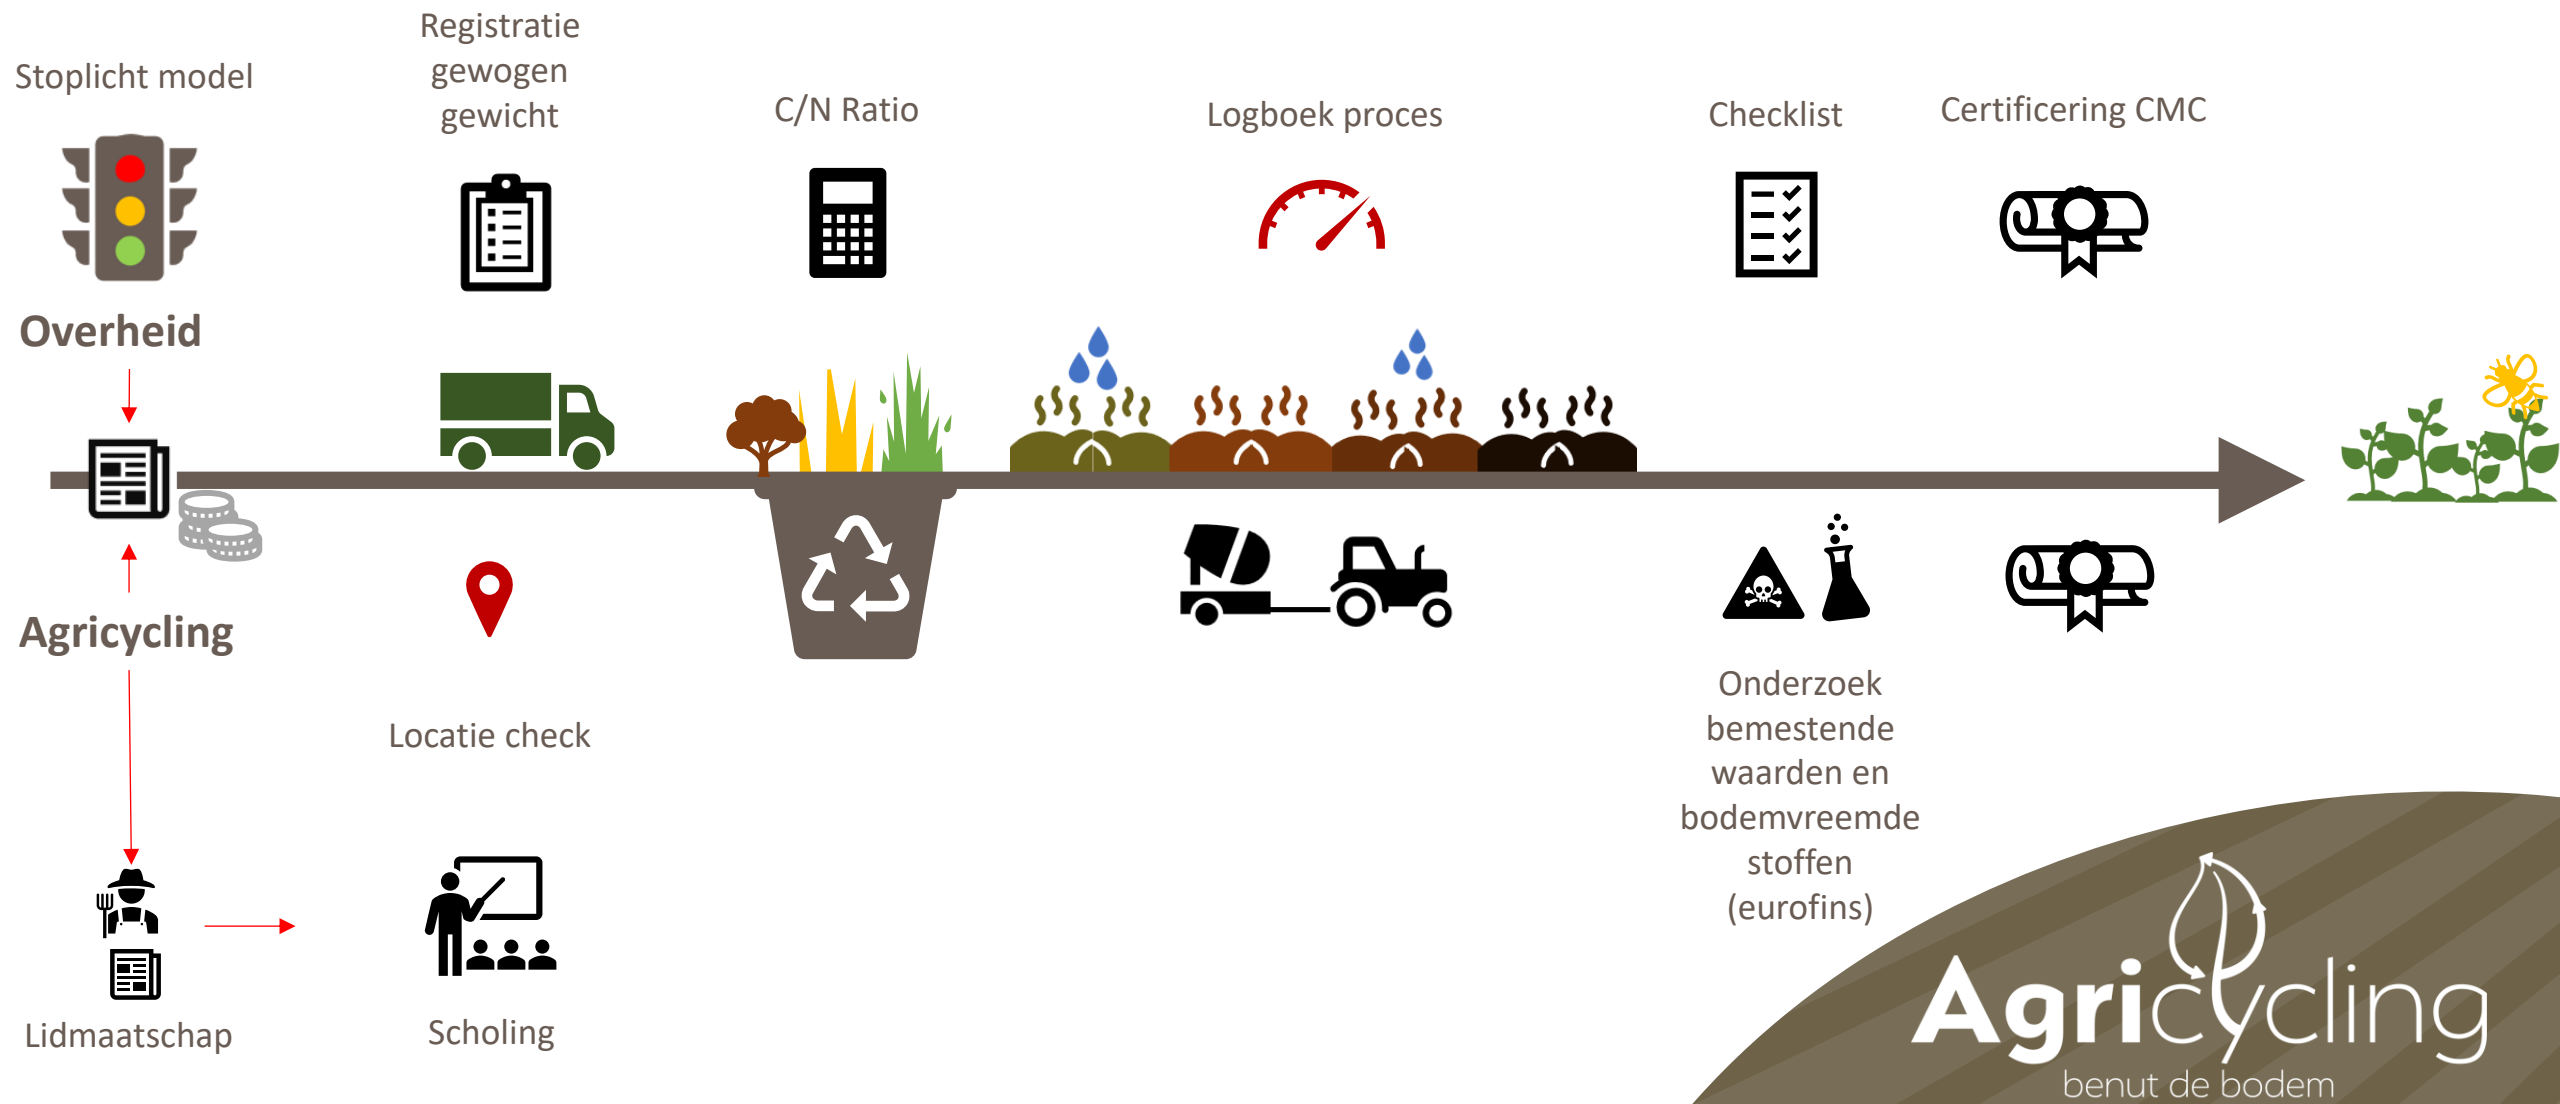 Stoplicht model
Registratie
gewogen
gewicht
C/N Ratio
Logboek proces
Checklist
Certificering CMC
Overheid
Agricycling
Locatie check
Onderzoek
bemestende
waarden en
bodemvreemde
stoffen
(eurofins)
Lidmaatschap
Scholing
Agricycling
benut de bodem